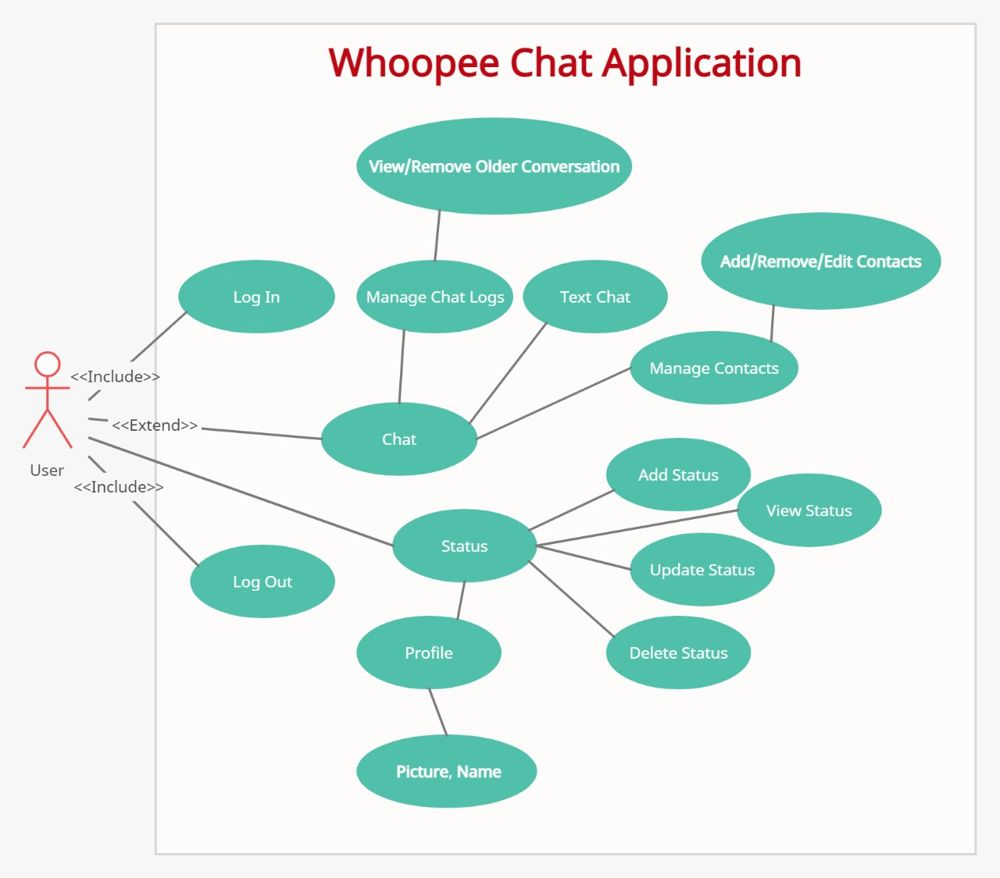 Whoopee Chat Application
View/Remove Older Conversation
Add/Remove/Edit Contacts
Log In
Manage Chat Logs
Text Chat
Manage Contacts
<<Include>>
<<Extend>>
Chat
User
<<Include>>
Add Status
View Status
Status
Update Status
Log Out
Profile
Delete Status
Picture, Name